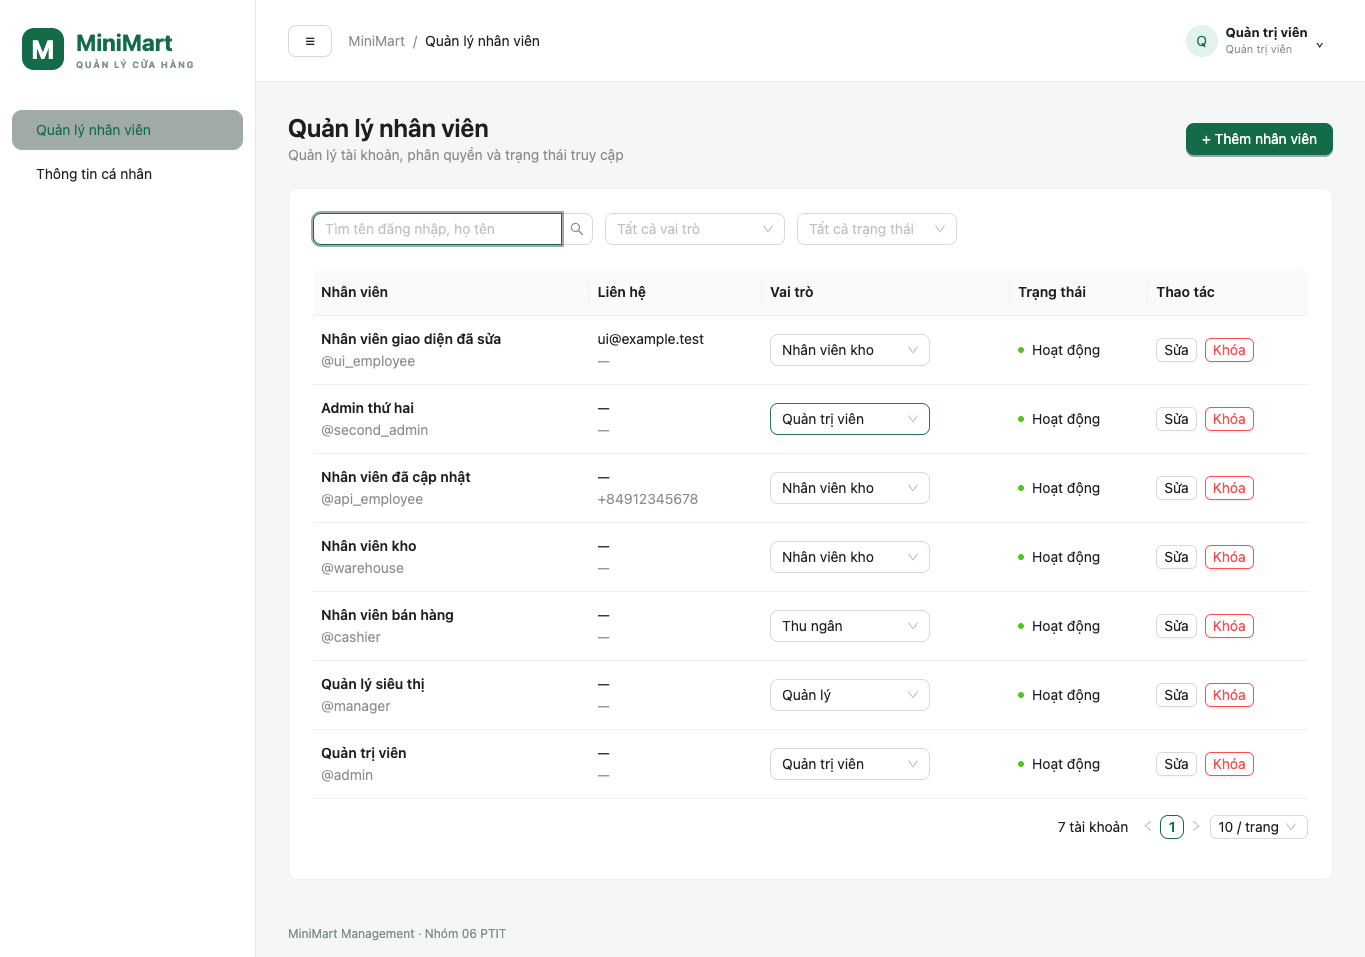 M
MiniMart
QUẢN LÝ CỬA HÀNG
Quản lý nhân viên
Thông tin cá nhân
≡
MiniMart / Quản lý nhân viên
Q
Quản trị viên
Quản trị viên
Quản lý nhân viên
Quản lý tài khoản, phân quyền và trạng thái truy cập
+ Thêm nhân viên
Tìm tên đăng nhập, họ tên
Tất cả vai trò
Tất cả trạng thái
Nhân viên Liên hệ Vai trò Trạng thái Thao tác
Nhân viên giao diện đã sửa
@ui_employee
ui@example.test
—
Nhân viên kho
Hoạt động
Sửa Khóa
Admin thứ hai
@second_admin
—
—
Quản trị viên
Hoạt động
Sửa Khóa
Nhân viên đã cập nhật
@api_employee
—
+84912345678
Nhân viên kho
Hoạt động
Sửa Khóa
Nhân viên kho
@warehouse
—
—
Nhân viên kho
Hoạt động
Sửa Khóa
Nhân viên bán hàng
@cashier
—
—
Thu ngân
Hoạt động
Sửa Khóa
Quản lý siêu thị
@manager
—
—
Quản lý
Hoạt động
Sửa Khóa
Quản trị viên
@admin
—
—
Quản trị viên
Hoạt động
Sửa Khóa
7 tài khoản < 1 > 10 / trang
MiniMart Management · Nhóm 06 PTIT